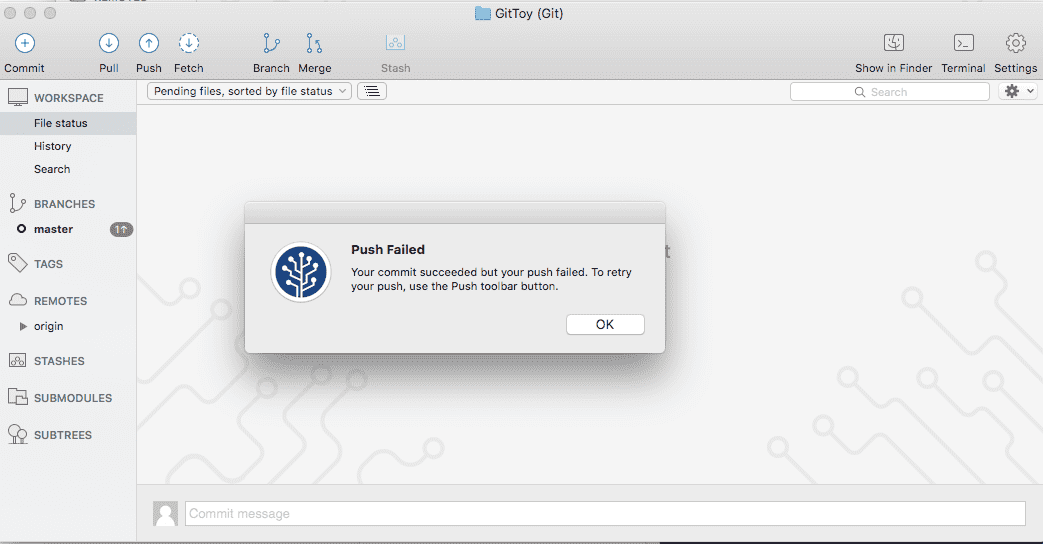 GitToy (Git)
Commit Pull Push Fetch Branch Merge Stash Show in Finder Terminal Settings
WORKSPACE
Pending files, sorted by file status
Search
File status
History
Search
BRANCHES
master 1↑
TAGS
REMOTES
origin
STASHES
SUBMODULES
SUBTREES
Push Failed
Your commit succeeded but your push failed. To retry
your push, use the Push toolbar button.
OK
Commit message